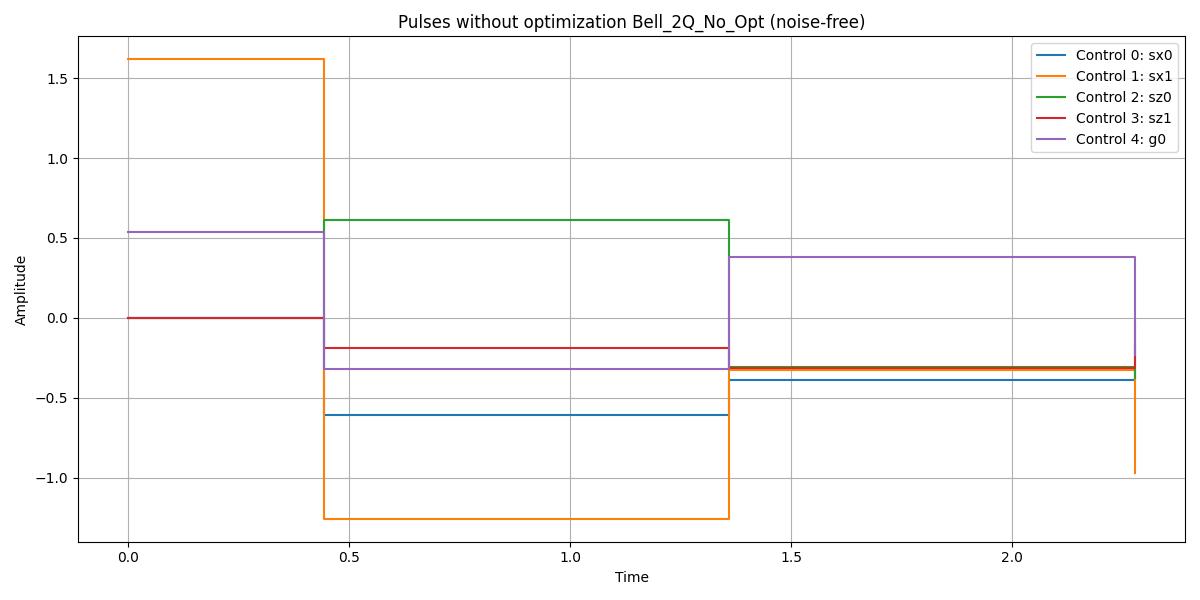 Pulses without optimization Bell_2Q_No_Opt (noise-free)
Control 0: sx0
Control 1: sx1
Control 2: sz0
Control 3: sz1
Control 4: g0
Amplitude
1.5
1.0
0.5
0.0
−0.5
−1.0
0.0 0.5 1.0 1.5 2.0
Time